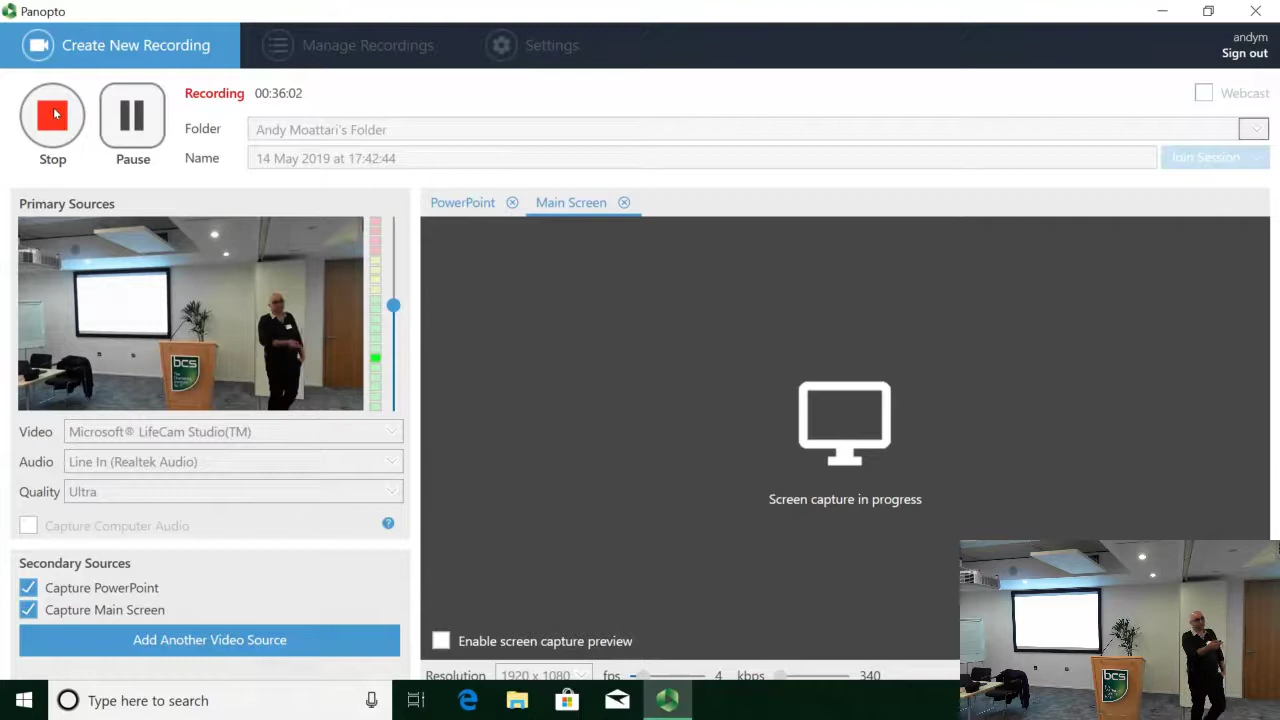 Panopto
Create New Recording
Manage Recordings
Settings
andym
Sign out
Recording 00:36:02
Webcast
Folder Andy Moattari's Folder
Stop Pause
Name 14 May 2019 at 17:42:44 Join Session
Primary Sources
PowerPoint Main Screen
bcs
Video Microsoft® LifeCam Studio(TM)
Audio Line In (Realtek Audio)
Quality Ultra
Capture Computer Audio ?
Screen capture in progress
Secondary Sources
Capture PowerPoint
Capture Main Screen
Add Another Video Source
Enable screen capture preview
Resolution 1920 x 1080 fps 4 kbps 340
bcs
Type here to search